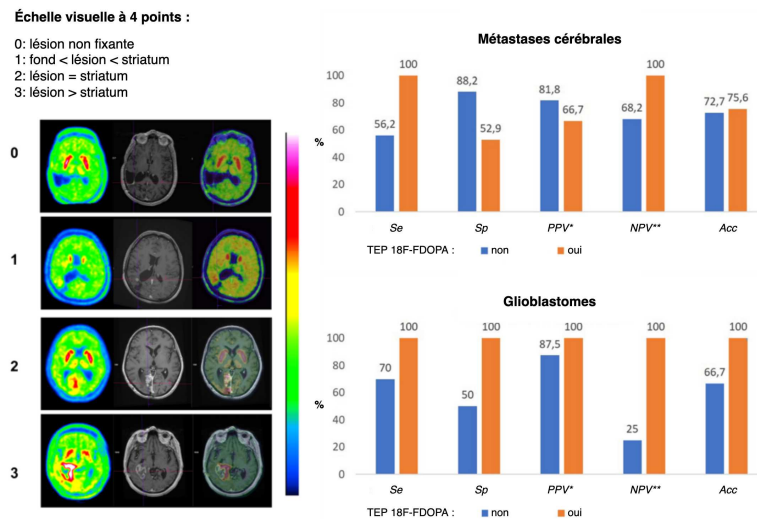 Échelle visuelle à 4 points :
0: lésion non fixante
1: fond < lésion < striatum
2: lésion = striatum
3: lésion > striatum
0
1
2
3
Métastases cérébrales
%
100
80
60
40
20
0
56,2
100
88,2
52,9
81,8
66,7
68,2
100
72,7
75,6
Se
Sp
PPV*
NPV**
Acc
TEP 18F-FDOPA : non oui
Glioblastomes
%
100
80
60
40
20
0
70
100
50
100
87,5
100
25
100
66,7
100
Se
Sp
PPV*
NPV**
Acc
TEP 18F-FDOPA : non oui